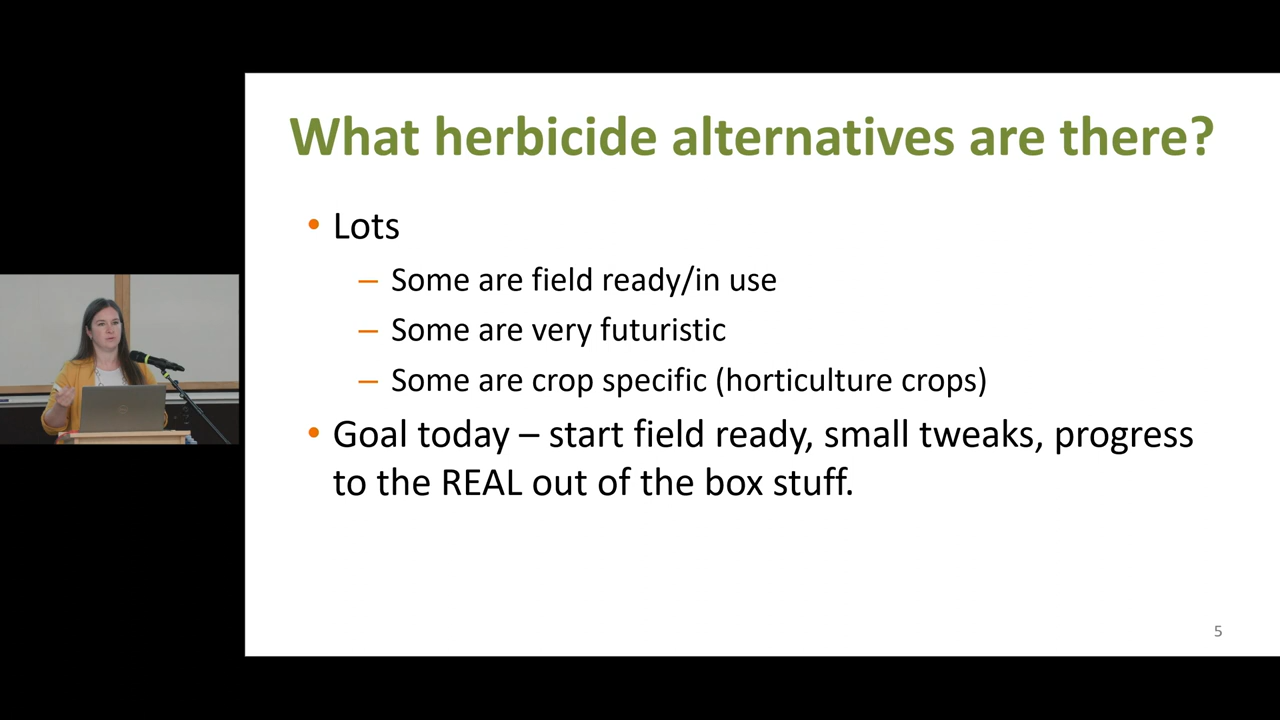 What herbicide alternatives are there?
• Lots
– Some are field ready/in use
– Some are very futuristic
– Some are crop specific (horticulture crops)
• Goal today – start field ready, small tweaks, progress
to the REAL out of the box stuff.
5